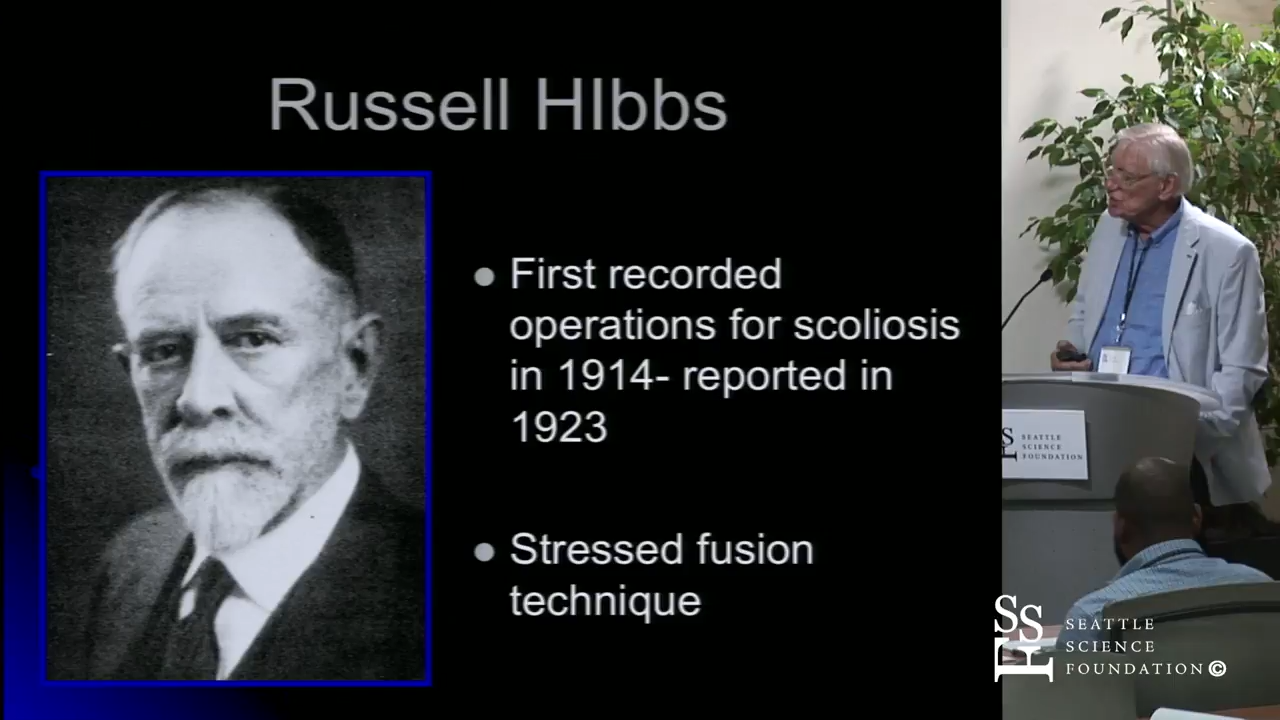 Russell HIbbs
First recorded
operations for scoliosis
in 1914- reported in
1923
Stressed fusion
technique
SEATTLE
SCIENCE
FOUNDATION
SEATTLE
SCIENCE
FOUNDATION©